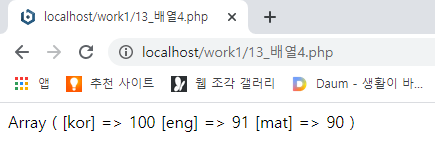 localhost/work1/13_배열4.php
localhost/work1/13_배열4.php
앱 추천 사이트 웹 조각 갤러리 Daum - 생활이 바...
Array ( [kor] => 100 [eng] => 91 [mat] => 90 )